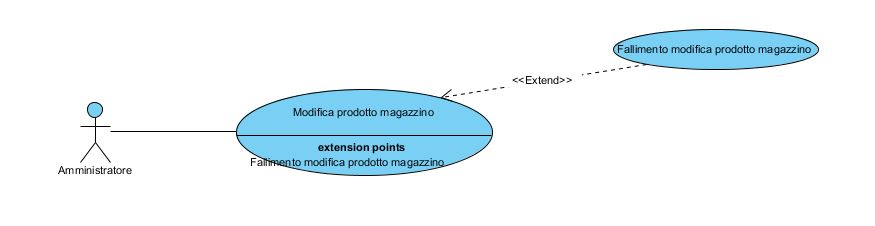 Fallimento modifica prodotto magazzino
<<Extend>>
Modifica prodotto magazzino
extension points
Fallimento modifica prodotto magazzino
Amministratore